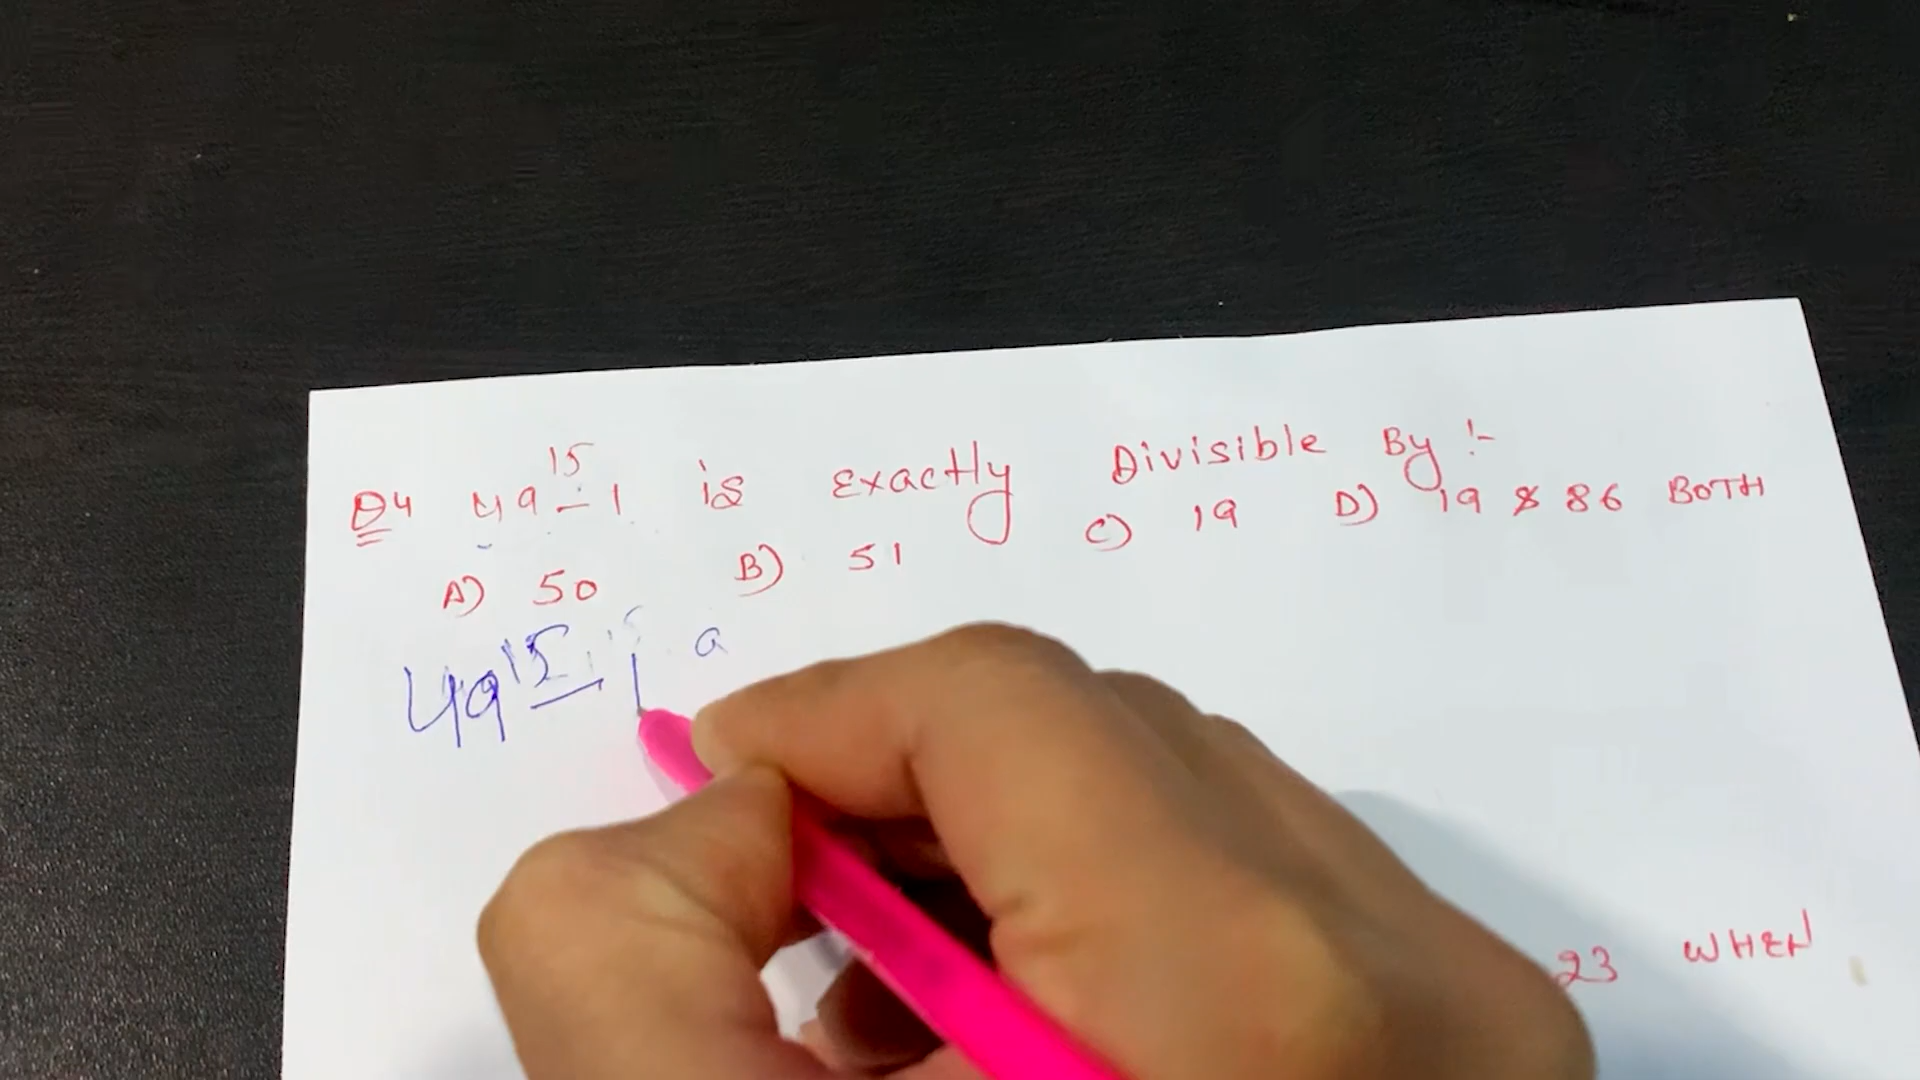 Q4 49^15 - 1 is Exactly Divisible By :-
A) 50 B) 51 C) 19 D) 19 & 86 BOTH
49^15 - 1 a
23 WHEN